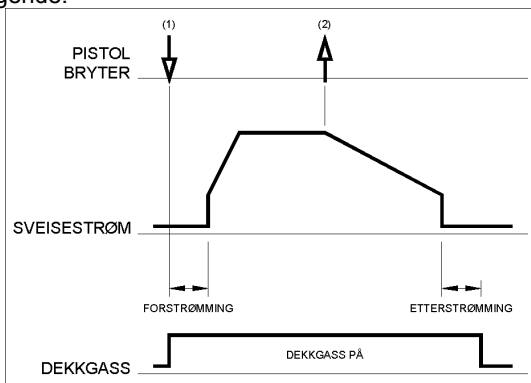 (1)
(2)
PISTOL
BRYTER
SVEISESTRØM
FORSTRØMMING
ETTERSTRØMMING
DEKKGASS PÅ
DEKKGASS